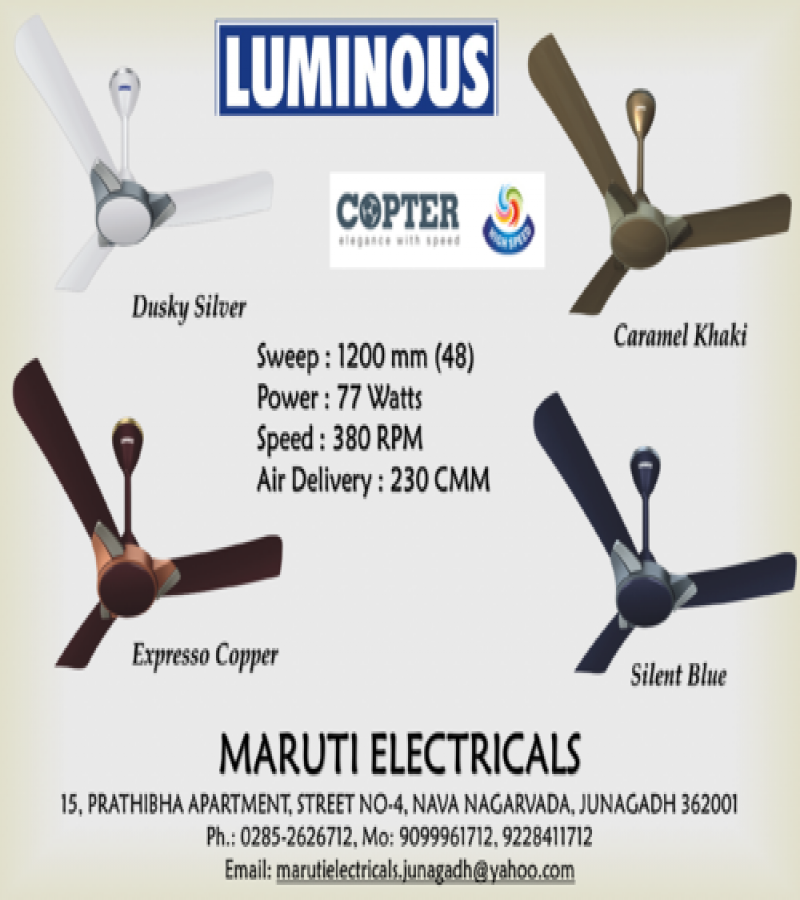 LUMINOUS
COPTER
elegance with speed
HIGH SPEED
Dusky Silver
Caramel Khaki
Sweep : 1200 mm (48)
Power : 77 Watts
Speed : 380 RPM
Air Delivery : 230 CMM
Expresso Copper
Silent Blue
MARUTI ELECTRICALS
15, PRATHIBHA APARTMENT, STREET NO-4, NAVA NAGARVADA, JUNAGADH 362001
Ph.: 0285-2626712, Mo: 9099961712, 9228411712
Email: marutielectricals.junagadh@yahoo.com